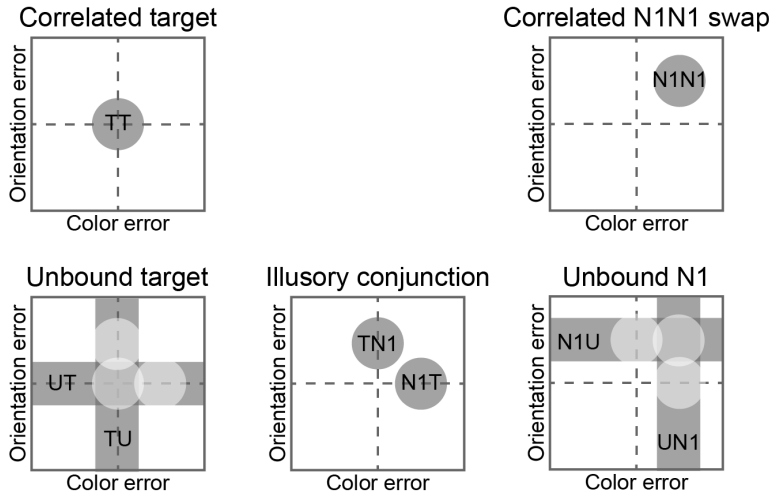 Correlated target
Orientation error
TT
Color error
Correlated N1N1 swap
Orientation error
N1N1
Color error
Unbound target
Orientation error
UT
TU
Color error
Illusory conjunction
Orientation error
TN1
N1T
Color error
Unbound N1
Orientation error
N1U
UN1
Color error